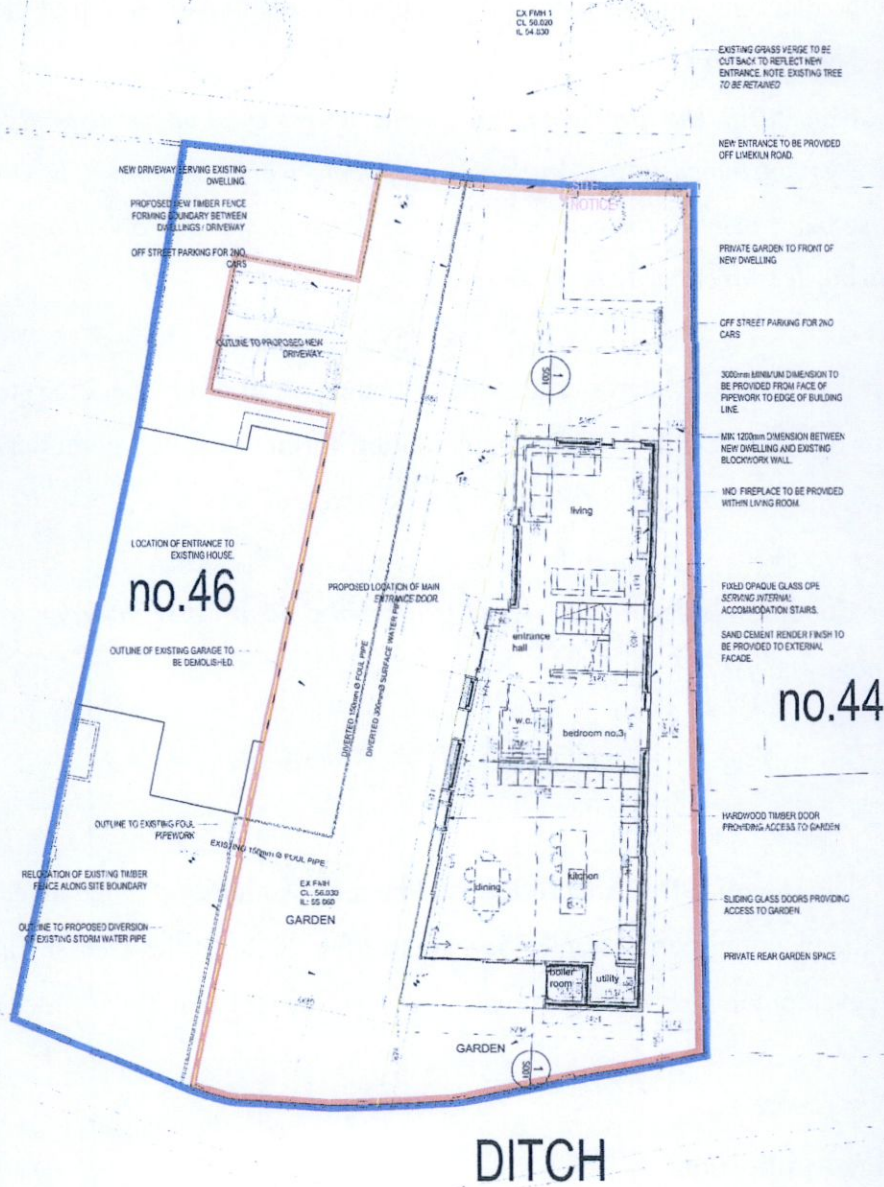 EX FMH 1
CL 56.020
IL 54.830
EXISTING GRASS VERGE TO BE
CUT BACK TO REFLECT NEW
ENTRANCE. NOTE EXISTING TREE
TO BE RETAINED
NEW ENTRANCE TO BE PROVIDED
OFF LIMEKILN ROAD.
NEW DRIVEWAY SERVING EXISTING
DWELLING.
PROPOSED NEW TIMBER FENCE
FORMING BOUNDARY BETWEEN
DWELLINGS / DRIVEWAY
OFF STREET PARKING FOR 2NO.
CARS
SITE
NOTICE
PRIVATE GARDEN TO FRONT OF
NEW DWELLING
OFF STREET PARKING FOR 2NO
CARS
OUTLINE TO PROPOSED NEW
DRIVEWAY.
1
S001
3000mm MINIMUM DIMENSION TO
BE PROVIDED FROM FACE OF
PIPEWORK TO EDGE OF BUILDING
LINE.
MIN 1200mm DIMENSION BETWEEN
NEW DWELLING AND EXISTING
BLOCKWORK WALL.
1NO FIREPLACE TO BE PROVIDED
WITHIN LIVING ROOM.
living
LOCATION OF ENTRANCE TO
EXISTING HOUSE.
no.46
PROPOSED LOCATION OF MAIN
ENTRANCE DOOR
FIXED OPAQUE GLASS OPE
SERVING INTERNAL
ACCOMMODATION STAIRS.
SAND CEMENT RENDER FINISH TO
BE PROVIDED TO EXTERNAL
FACADE.
entrance
hall
OUTLINE OF EXISTING GARAGE TO
BE DEMOLISHED.
DIVERTED 150mm Ø FOUL PIPE
DIVERTED 300mmØ SURFACE WATER PIPE
no.44
w.c.
bedroom no.3
OUTLINE TO EXISTING FOUL
PIPEWORK
EXISTING 150mm Ø FOUL PIPE
HARDWOOD TIMBER DOOR
PROVIDING ACCESS TO GARDEN
RELOCATION OF EXISTING TIMBER
FENCE ALONG SITE BOUNDARY
EX FMH
CL. 56.030
IL: 55.060
GARDEN
dining
kitchen
SLIDING GLASS DOORS PROVIDING
ACCESS TO GARDEN.
OUTLINE TO PROPOSED DIVERSION
OF EXISTING STORM WATER PIPE
PRIVATE REAR GARDEN SPACE
boiler
room
utility
GARDEN
1
S001
DITCH